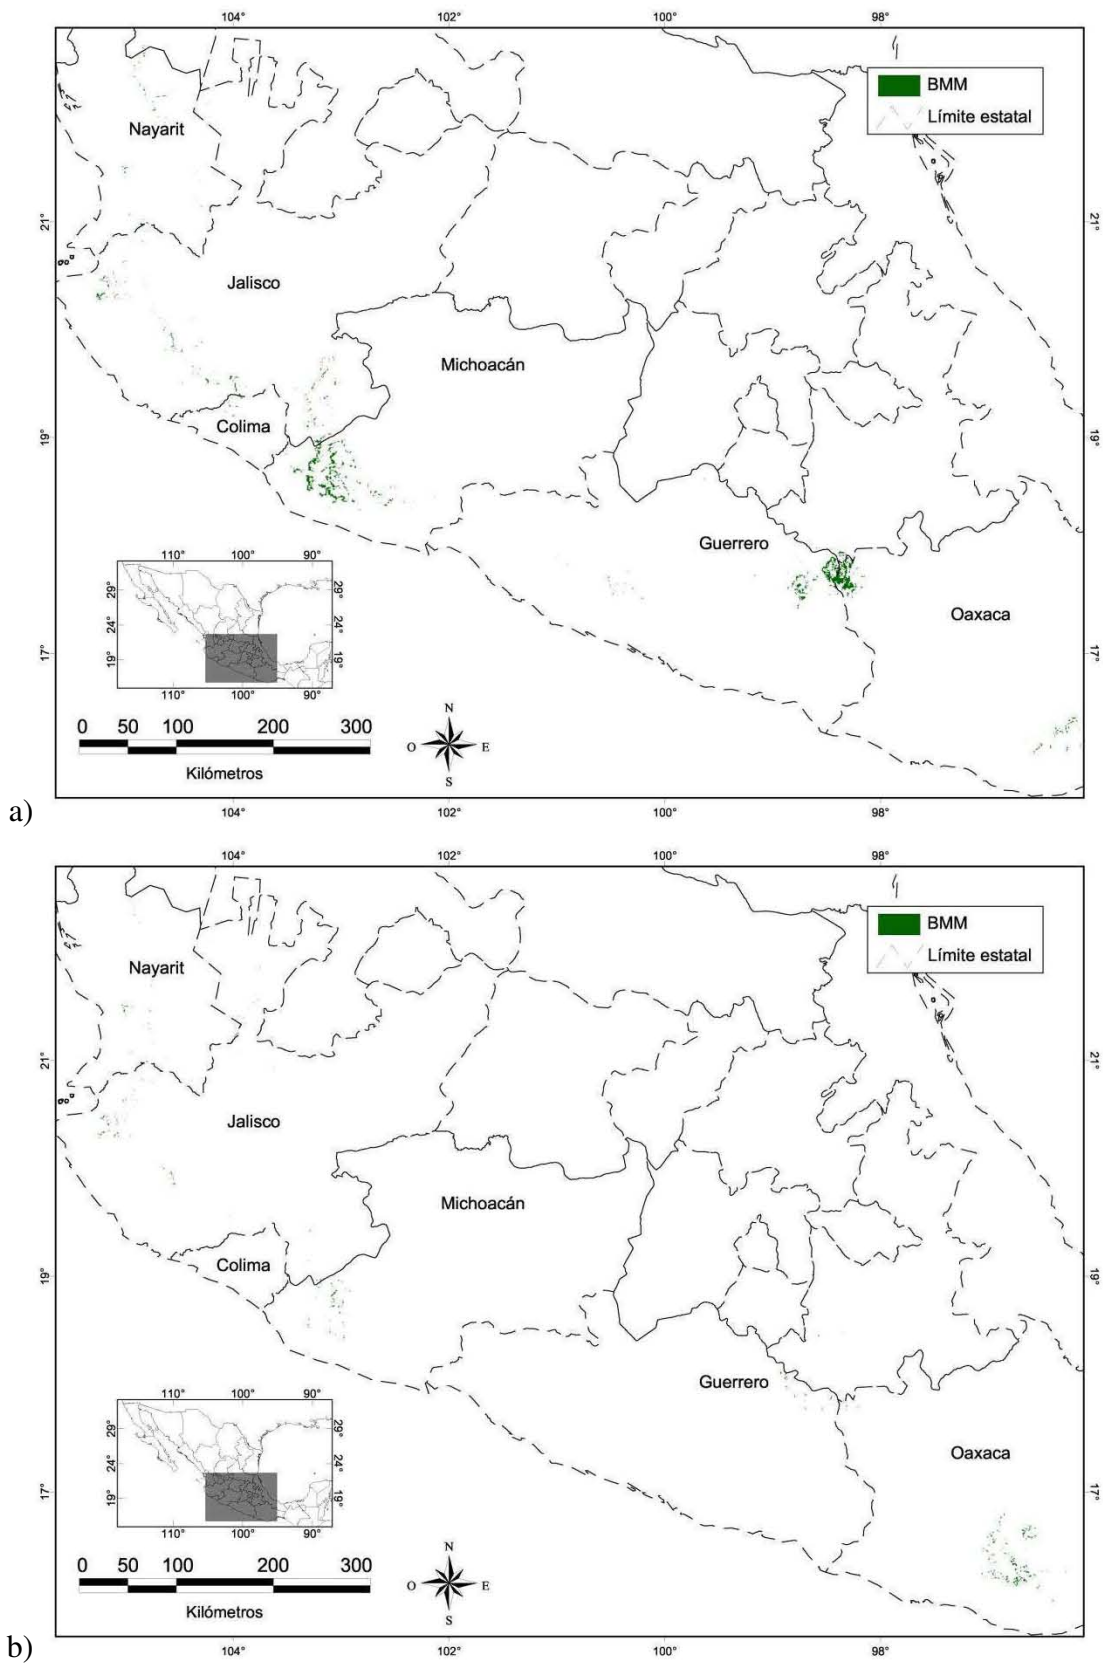 104° 102° 100° 98°
BMM
Límite estatal
Nayarit
21° 21°
Jalisco
Michoacán
Colima
19° 19°
Guerrero
Oaxaca
110° 100° 90°
29° 29°
24° 24°
19° 19°
110° 100° 90°
17° 17°
0 50 100 200 300
Kilómetros
N
O E
S
a)
104° 102° 100° 98°
104° 102° 100° 98°
BMM
Límite estatal
Nayarit
21° 21°
Jalisco
Michoacán
Colima
19° 19°
Guerrero
Oaxaca
110° 100° 90°
29° 29°
24° 24°
19° 19°
110° 100° 90°
17° 17°
0 50 100 200 300
Kilómetros
N
O E
S
b)
104° 102° 100° 98°